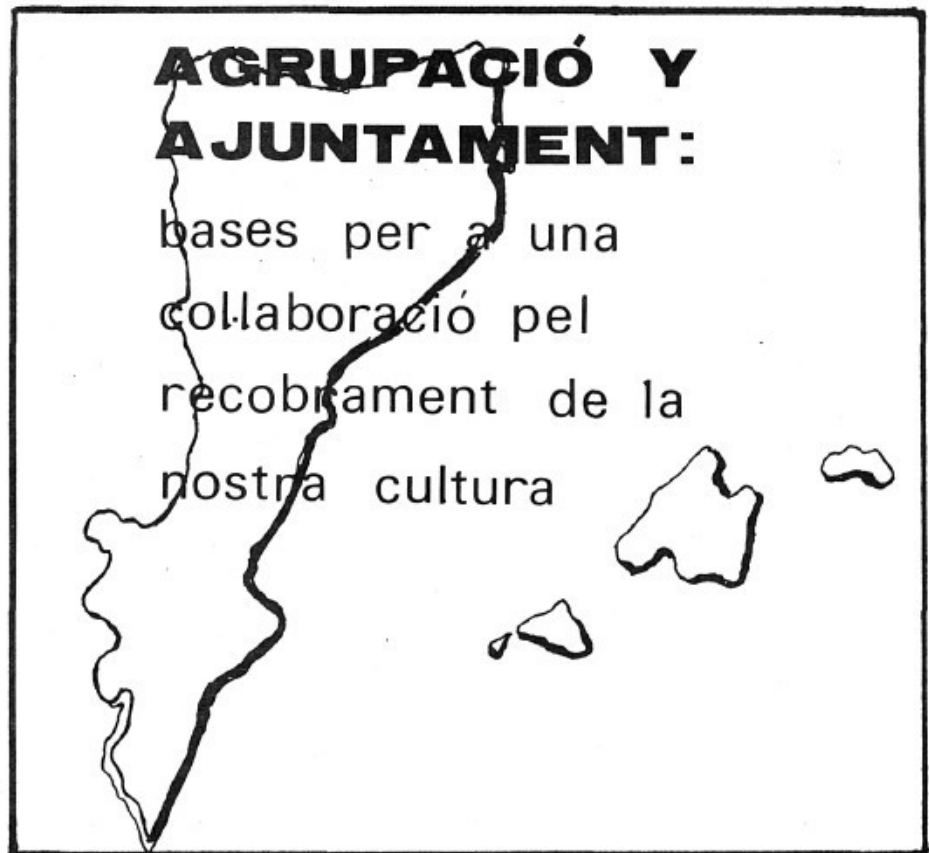 AGRUPACIÓ Y
AJUNTAMENT:
bases per a una
col·laboració pel
recobrament de la
nostra cultura